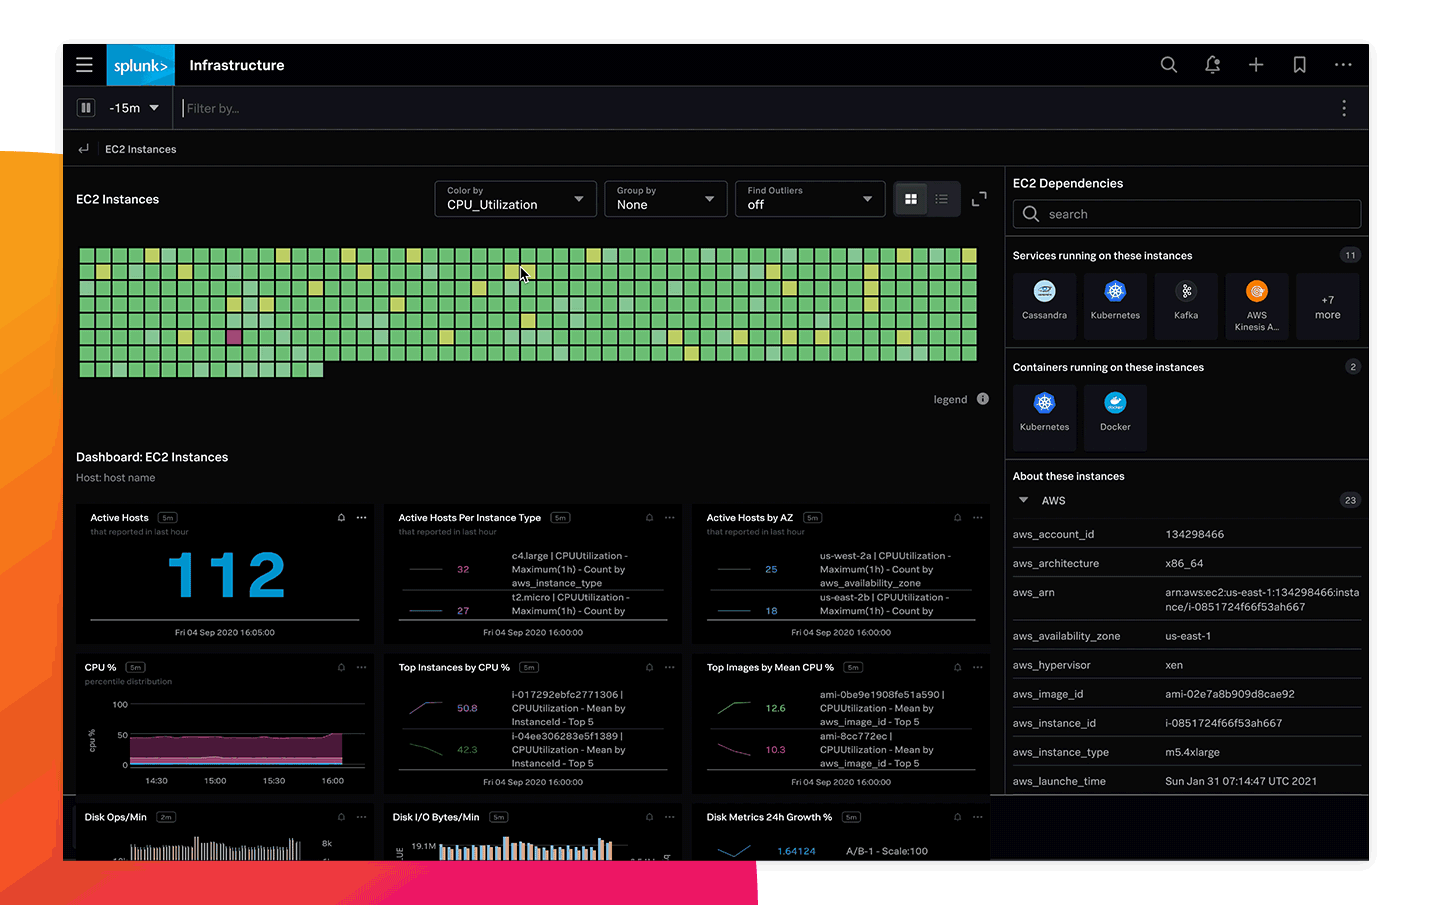 splunk>
Infrastructure
-15m
Filter by...
EC2 Instances
EC2 Instances
Color by
CPU_Utilization
Group by
None
Find Outliers
off
legend
Dashboard: EC2 Instances
Host: host name
Active Hosts 5m
that reported in last hour
112
Fri 04 Sep 2020 16:05:00
Active Hosts Per Instance Type 5m
that reported in last hour
32
c4.large | CPUUtilization -
Maximum(1h) - Count by
aws_instance_type
27
t2.micro | CPUUtilization -
Maximum(1h) - Count by
Fri 04 Sep 2020 16:00:00
Active Hosts by AZ 5m
that reported in last hour
25
us-west-2a | CPUUtilization -
Maximum(1h) - Count by
aws_availability_zone
18
us-east-2b | CPUUtilization -
Maximum(1h) - Count by
Fri 04 Sep 2020 16:00:00
CPU % 5m
percentile distribution
cpu %
100
50
0
14:30 15:00 15:30 16:00
Top Instances by CPU % 5m
50.8
i-017292ebfc2771306 |
CPUUtilization - Mean by
InstanceId - Top 5
42.3
i-04ee306283e5f1389 |
CPUUtilization - Mean by
InstanceId - Top 5
Fri 04 Sep 2020 16:00:00
Top Images by Mean CPU % 5m
12.6
ami-0be9e1908fe51a590 |
CPUUtilization - Mean by
aws_image_id - Top 5
10.3
ami-8cc772ec |
CPUUtilization - Mean by
aws_image_id - Top 5
Fri 04 Sep 2020 16:00:00
Disk Ops/Min 2m
8k
Disk I/O Bytes/Min 5m
19.1M
Disk Metrics 24h Growth % 5m
1.64124
A/B-1 - Scale:100
EC2 Dependencies
search
Services running on these instances 11
Cassandra
Kubernetes
Kafka
AWS
Kinesis A...
+7
more
Containers running on these instances 2
Kubernetes
Docker
About these instances
AWS 23
aws_account_id 134298466
aws_architecture x86_64
aws_arn arn:aws:ec2:us-east-1:134298466:insta
nce/i-0851724f66f53ah667
aws_availability_zone us-east-1
aws_hypervisor xen
aws_image_id ami-02e7a8b909d8cae92
aws_instance_id i-0851724f66f53ah667
aws_instance_type m5.4xlarge
aws_launche_time Sun Jan 31 07:14:47 UTC 2021